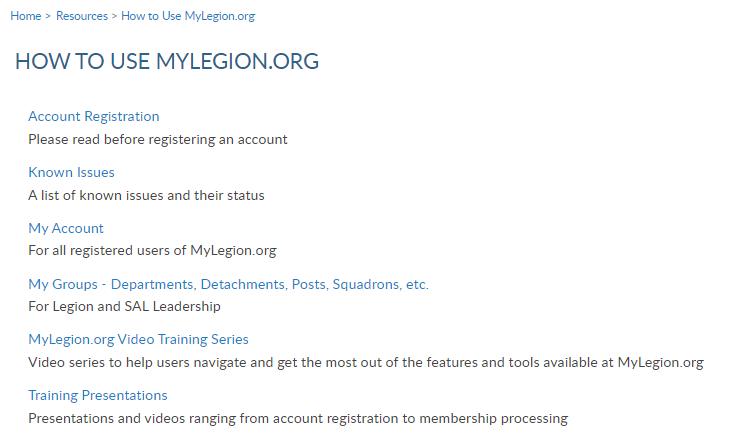 Home > Resources > How to Use MyLegion.org
HOW TO USE MYLEGION.ORG
Account Registration
Please read before registering an account
Known Issues
A list of known issues and their status
My Account
For all registered users of MyLegion.org
My Groups - Departments, Detachments, Posts, Squadrons, etc.
For Legion and SAL Leadership
MyLegion.org Video Training Series
Video series to help users navigate and get the most out of the features and tools available at MyLegion.org
Training Presentations
Presentations and videos ranging from account registration to membership processing